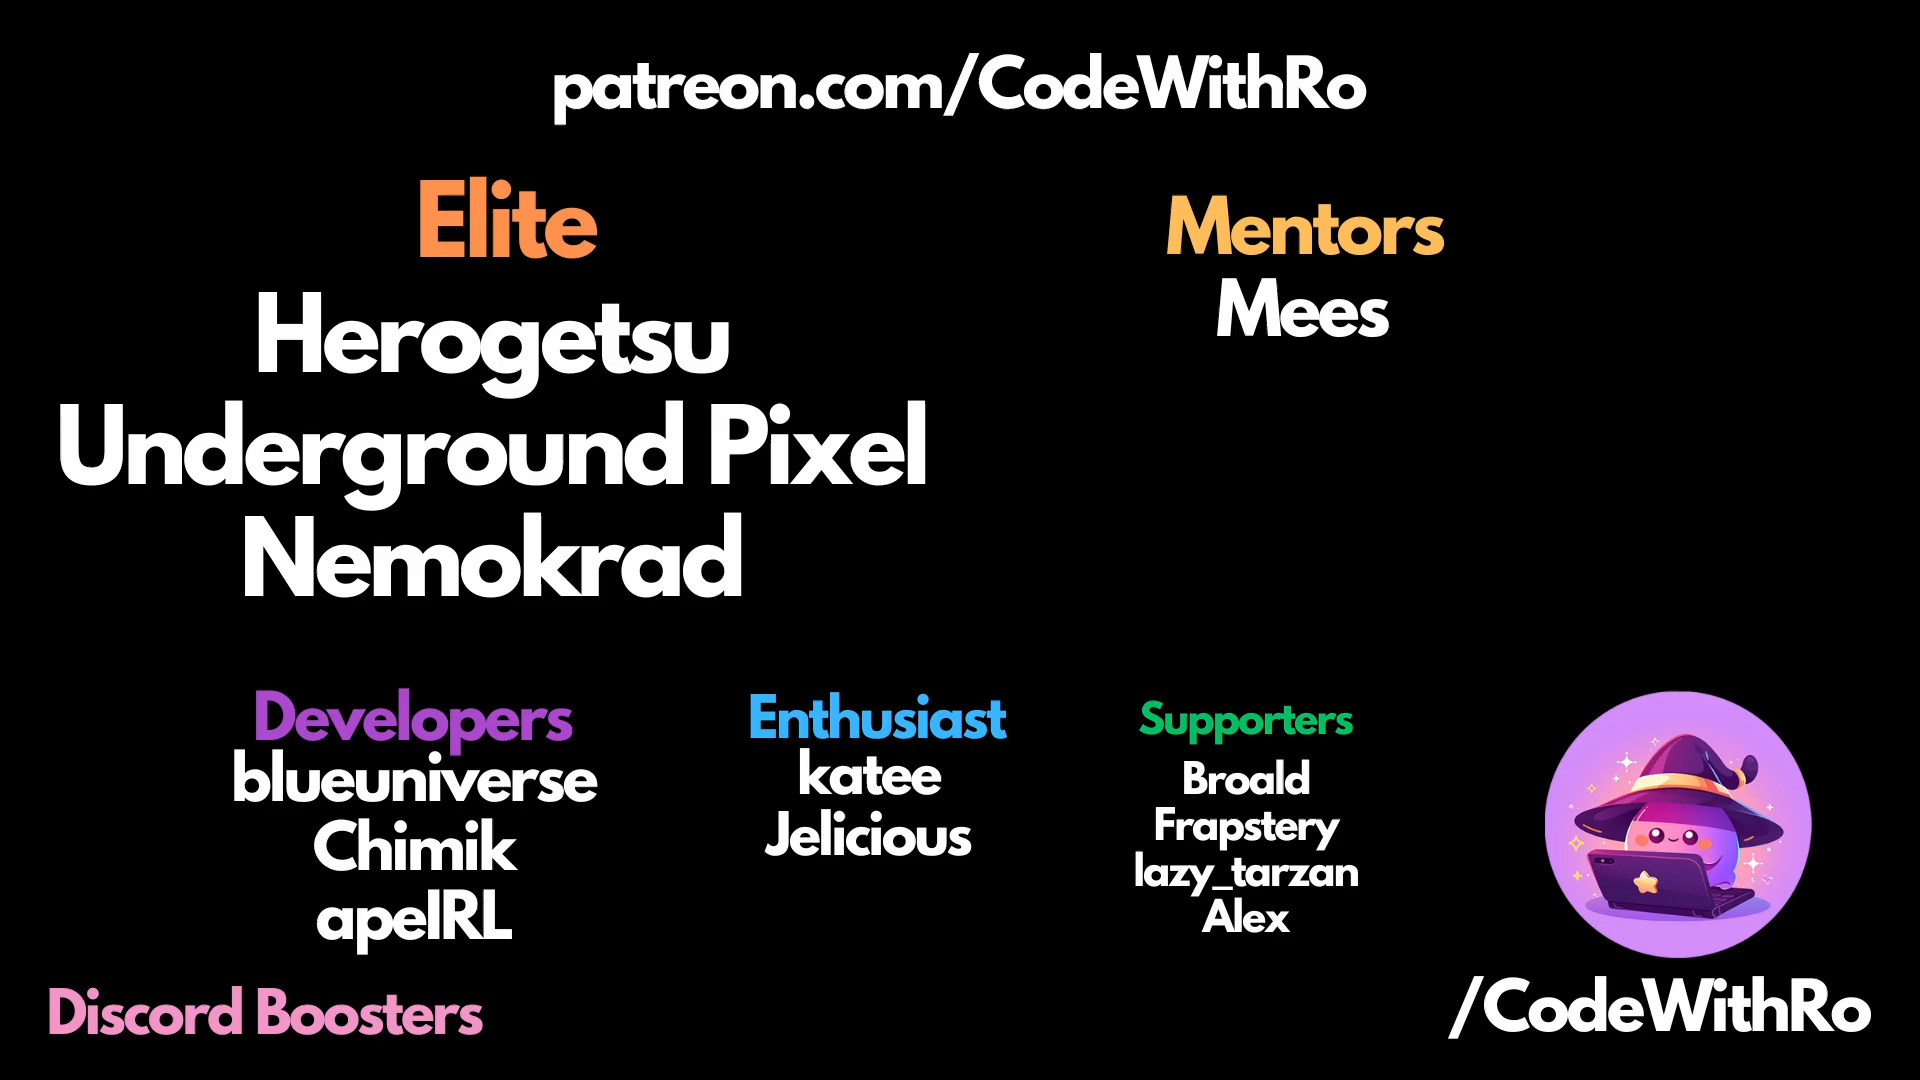 patreon.com/CodeWithRo
Elite
Herogetsu
Underground Pixel
Nemokrad
Mentors
Mees
Developers
blueuniverse
Chimik
apeIRL
Enthusiast
katee
Jelicious
Supporters
Broald
Frapstery
lazy_tarzan
Alex
Discord Boosters
/CodeWithRo